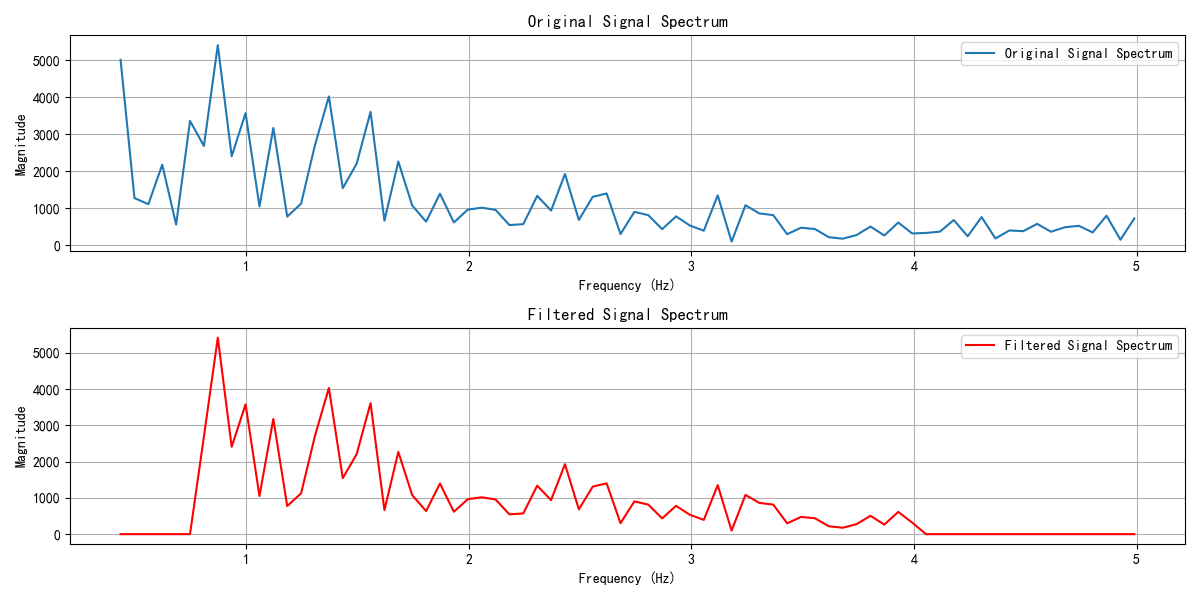 Original Signal Spectrum
Original Signal Spectrum
Magnitude
5000
4000
3000
2000
1000
0
1 2 3 4 5
Frequency (Hz)
Filtered Signal Spectrum
Filtered Signal Spectrum
Magnitude
5000
4000
3000
2000
1000
0
1 2 3 4 5
Frequency (Hz)